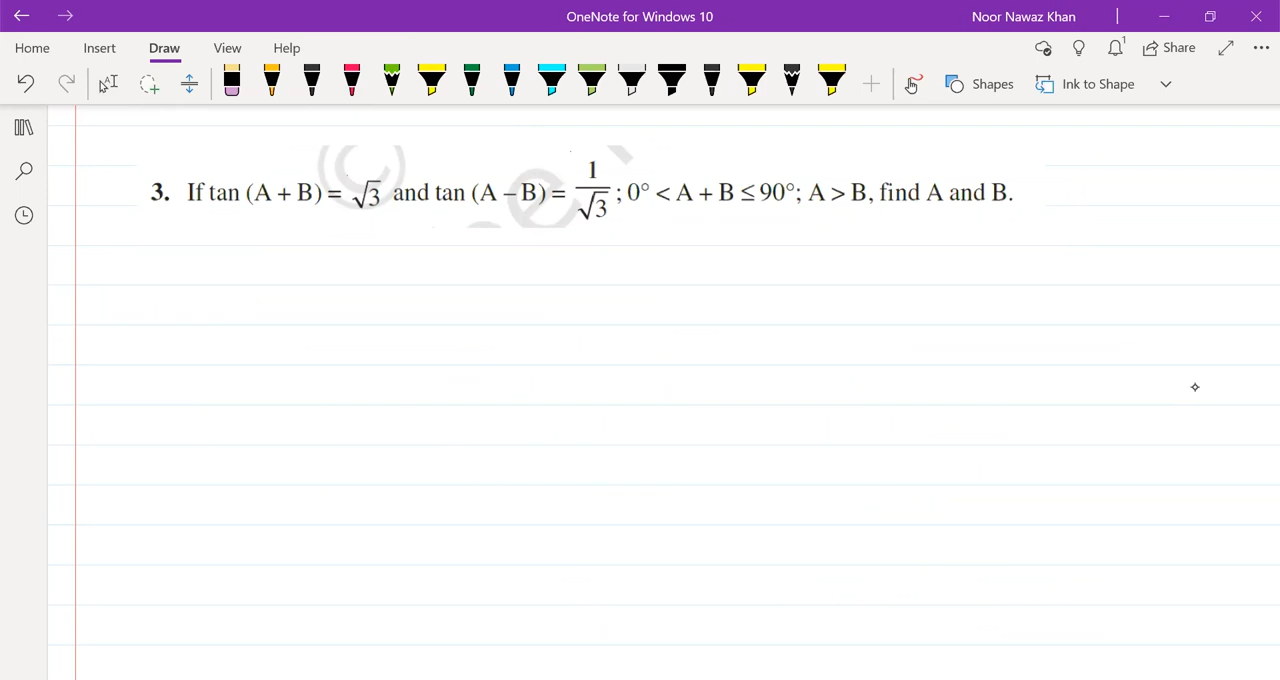 OneNote for Windows 10
Noor Nawaz Khan
Home Insert Draw View Help
1
Share
Shapes
Ink to Shape
3. If tan (A + B) = √3 and tan (A – B) = 1/√3 ; 0° < A + B ≤ 90°; A > B, find A and B.